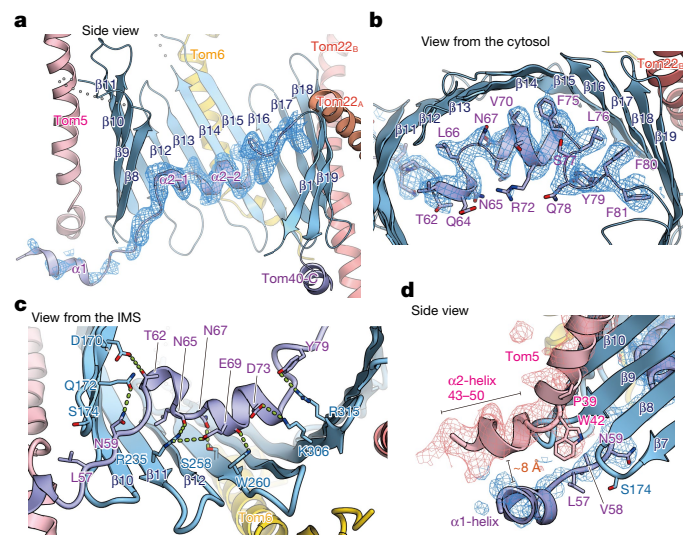 a
Side view
Tom6
Tom22B
β11
β18
β17
Tom5
β10
β16
Tom22A
β15
β14
β13
β12
β9
β8
α2-1
α2-2
β1
β19
α1
Tom40-C
b
View from the cytosol
Tom22B
β15
β14
F75
β16
V70
β13
β17
N67
L76
β12
β18
β11
L66
β19
S77
F80
N65
Y79
T62
R72
Q78
F81
Q64
c
View from the IMS
N67
T62
D170
N65
Y79
E69
D73
Q172
S174
R315
N59
K306
R235
S258
L57
β11
β10
β12
W260
Tom6
d
Side view
β10
Tom5
α2-helix
43–50
β9
P39
β8
W42
N59
β7
~8 Å
S174
L57
V58
α1-helix